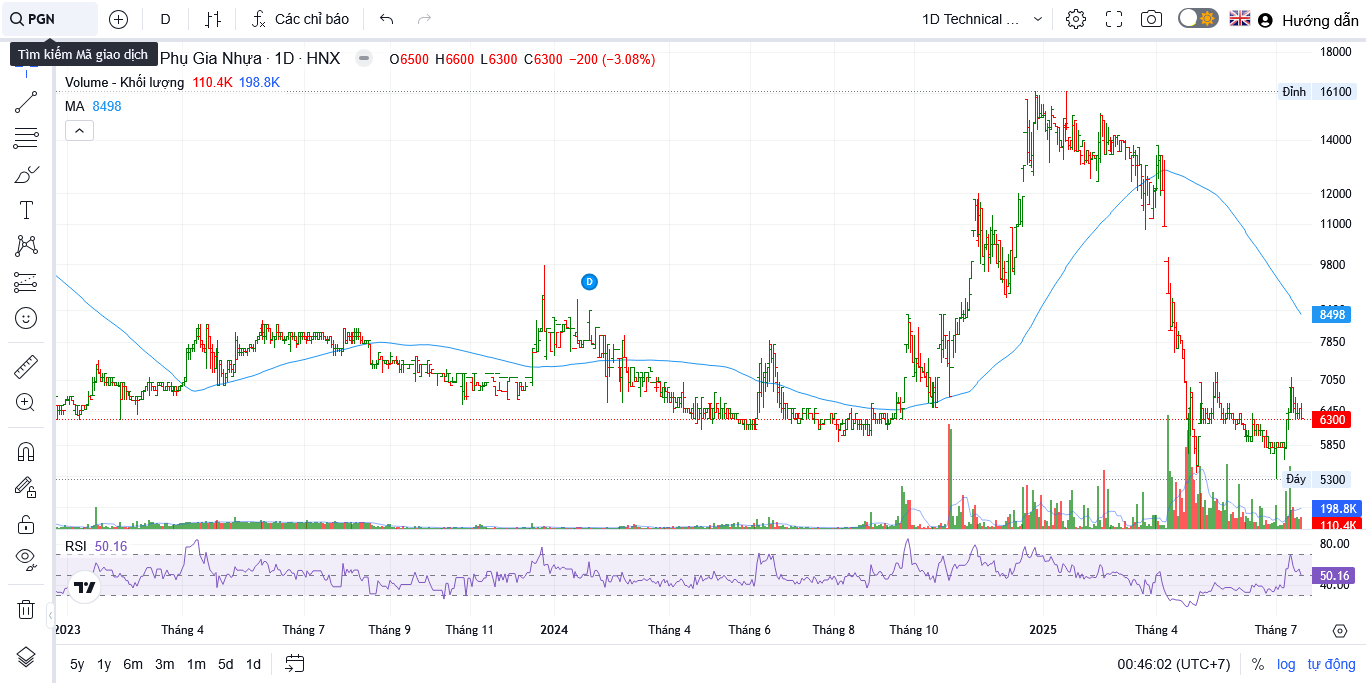 PGN D Các chỉ báo 1D Technical ... Hướng dẫn
Tìm kiếm Mã giao dịch Phụ Gia Nhựa · 1D · HNX O6500 H6600 L6300 C6300 −200 (−3.08%)
Volume - Khối lượng 110.4K 198.8K
MA 8498
D
18000
Đỉnh 16100
14000
12000
11000
9800
8498
7850
7050
6450
6300
5850
Đáy 5300
198.8K
110.4K
RSI 50.16
80.00
50.16
40.00
2023 Tháng 4 Tháng 7 Tháng 9 Tháng 11 2024 Tháng 4 Tháng 6 Tháng 8 Tháng 10 2025 Tháng 4 Tháng 7
5y 1y 6m 3m 1m 5d 1d 00:46:02 (UTC+7) % log tự động